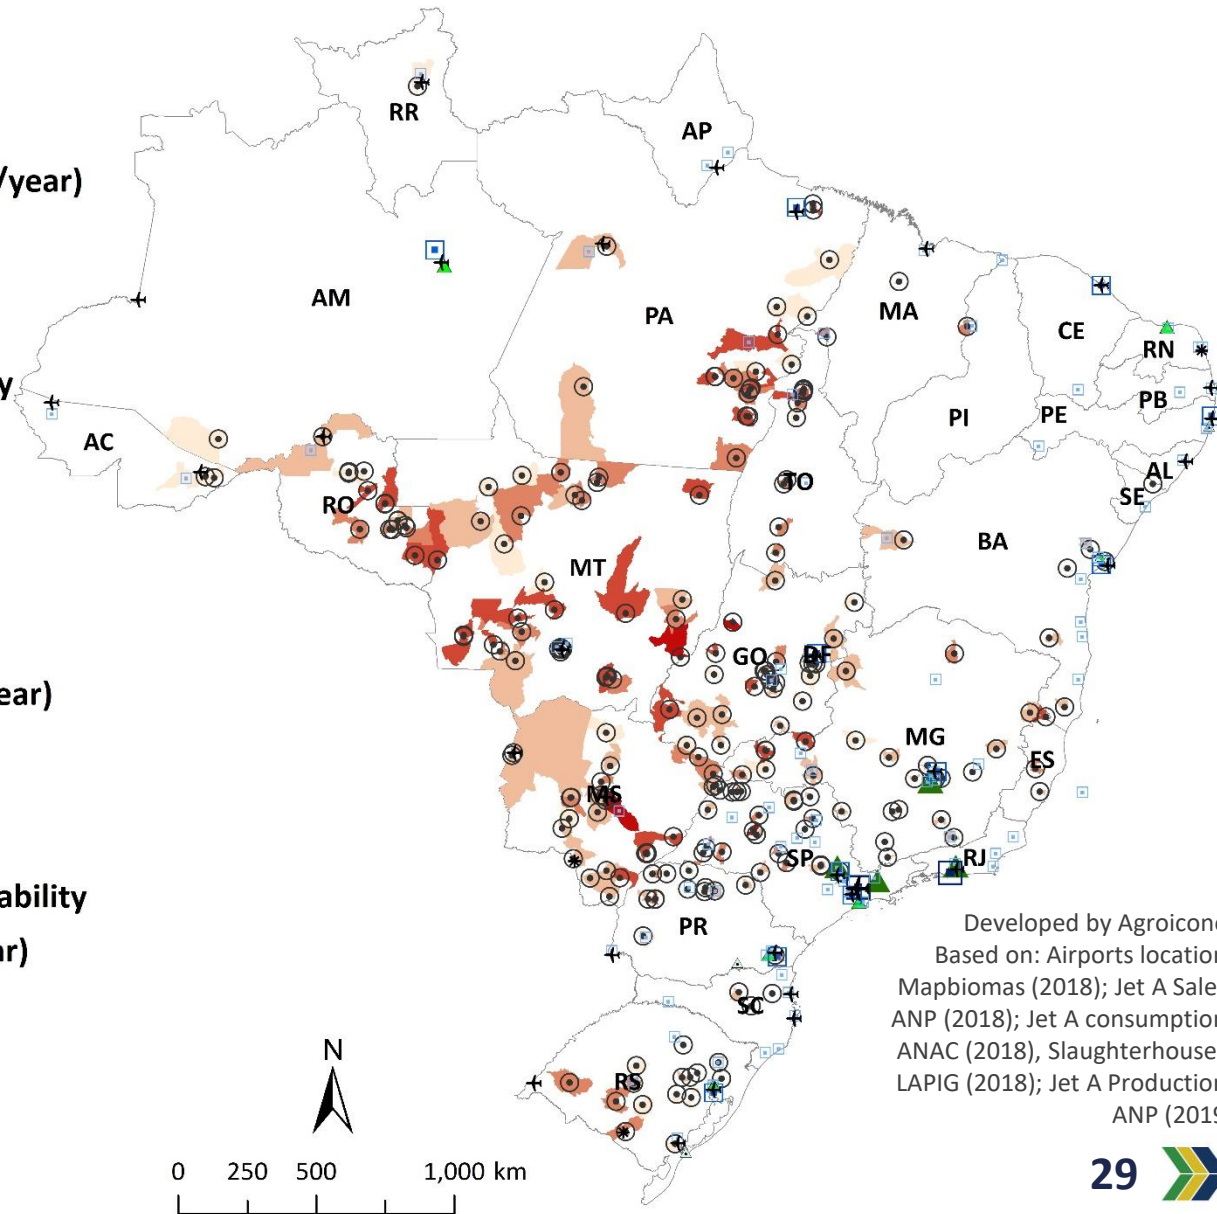 RR
AP
/year)
AM
PA
MA
CE
RN
PB
PI
PE
AC
AL
SE
TO
RO
BA
MT
GO
DF
ear)
MG
ES
MS
SP
RJ
ability
PR
ar)
SC
RS
N
0 250 500 1,000 km
Developed by Agroicone
Based on: Airports location
Mapbiomas (2018); Jet A Sale
ANP (2018); Jet A consumption
ANAC (2018), Slaughterhouse
LAPIG (2018); Jet A Production
ANP (2019
29